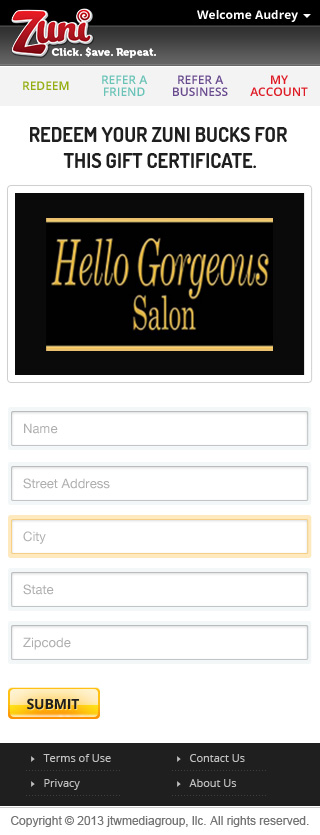 Zuni
Welcome Audrey
Click. $ave. Repeat.
REDEEM
REFER A
FRIEND
REFER A
BUSINESS
MY
ACCOUNT
REDEEM YOUR ZUNI BUCKS FOR
THIS GIFT CERTIFICATE.
Hello Gorgeous
Salon
Name
Street Address
City
State
Zipcode
SUBMIT
Terms of Use
Contact Us
Privacy
About Us
Copyright © 2013 jtwmediagroup, llc. All rights reserved.